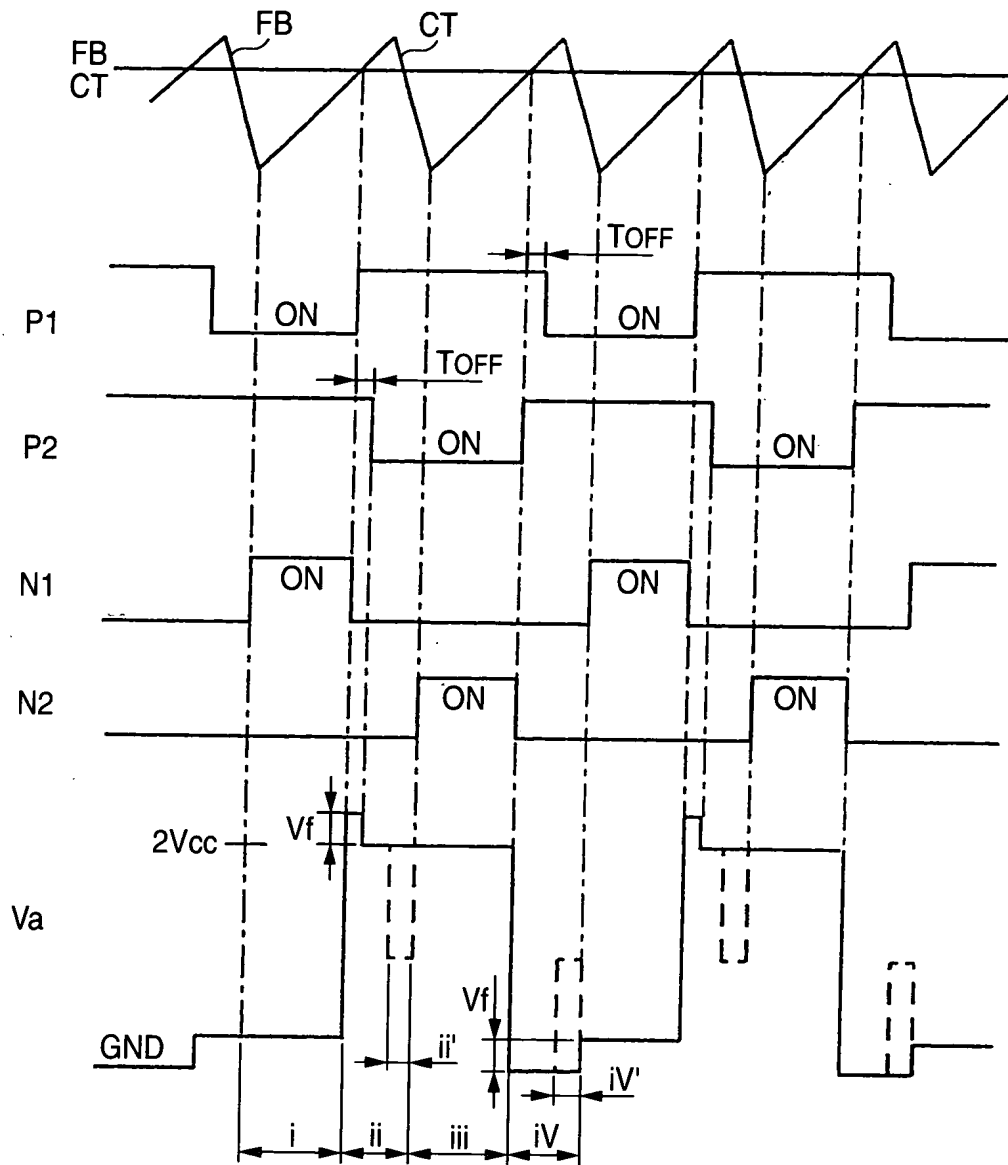 FB
CT
FB
CT
TOFF
P1
ON
ON
TOFF
P2
ON
ON
N1
ON
ON
N2
ON
ON
Vf
2Vcc
Va
Vf
GND
ii'
iV'
i
ii
iii
iV